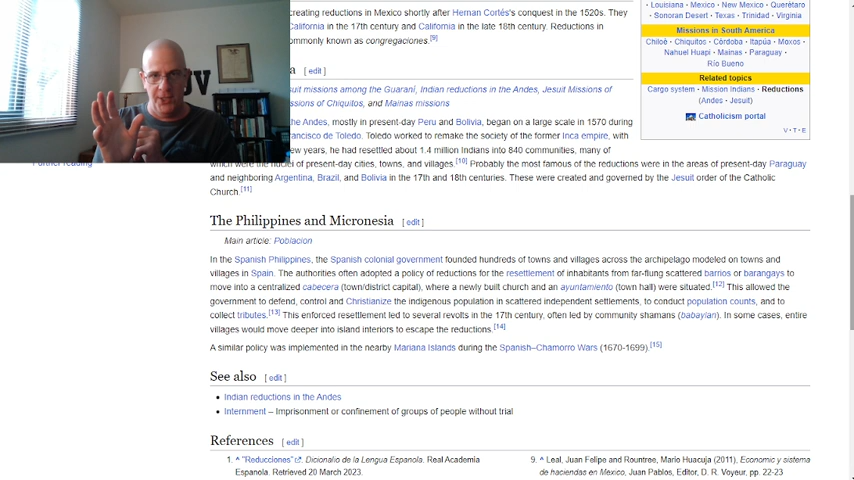 creating reductions in Mexico shortly after Hernan Cortés's conquest in the 1520s. They
California in the 17th century and California in the late 18th century. Reductions in
commonly known as congregaciones.[9]
[ edit ]
suit missions among the Guaraní, Indian reductions in the Andes, Jesuit Missions of
ssions of Chiquitos, and Mainas missions
the Andes, mostly in present-day Peru and Bolivia, began on a large scale in 1570 during
ancisco de Toledo. Toledo worked to remake the society of the former Inca empire, with
ew years, he had resettled about 1.4 million Indians into 840 communities, many of
which were the nuclei of present-day cities, towns, and villages.[10] Probably the most famous of the reductions were in the areas of present-day Paraguay
and neighboring Argentina, Brazil, and Bolivia in the 17th and 18th centuries. These were created and governed by the Jesuit order of the Catholic
Church.[11]
The Philippines and Micronesia [ edit ]
Main article: Poblacion
In the Spanish Philippines, the Spanish colonial government founded hundreds of towns and villages across the archipelago modeled on towns and
villages in Spain. The authorities often adopted a policy of reductions for the resettlement of inhabitants from far-flung scattered barrios or barangays to
move into a centralized cabecera (town/district capital), where a newly built church and an ayuntamiento (town hall) were situated.[12] This allowed the
government to defend, control and Christianize the indigenous population in scattered independent settlements, to conduct population counts, and to
collect tributes.[13] This enforced resettlement led to several revolts in the 17th century, often led by community shamans (babaylan). In some cases, entire
villages would move deeper into island interiors to escape the reductions.[14]
A similar policy was implemented in the nearby Mariana Islands during the Spanish–Chamorro Wars (1670-1699).[15]
See also [ edit ]
• Indian reductions in the Andes
• Internment – Imprisonment or confinement of groups of people without trial
References [ edit ]
1. ^ "Reducciones". Dicionalio de la Lengua Española. Real Academia
Española. Retrieved 20 March 2023.
9. ^ Leal, Juan Felipe and Rountree, Mario Huacuja (2011), Economy y sistema
de haciendas en Mexico, Juan Pablos, Editor, D. R. Voyeur, pp. 22-23
Louisiana • Mexico • New Mexico • Querétaro
• Sonoran Desert • Texas • Trinidad • Virginia
Missions in South America
Chiloé • Chiquitos • Córdoba • Itapúa • Moxos •
Nahuel Huapi • Mainas • Paraguay •
Río Bueno
Related topics
Cargo system • Mission Indians • Reductions
(Andes • Jesuit)
Catholicism portal
V • T • E
Further reading